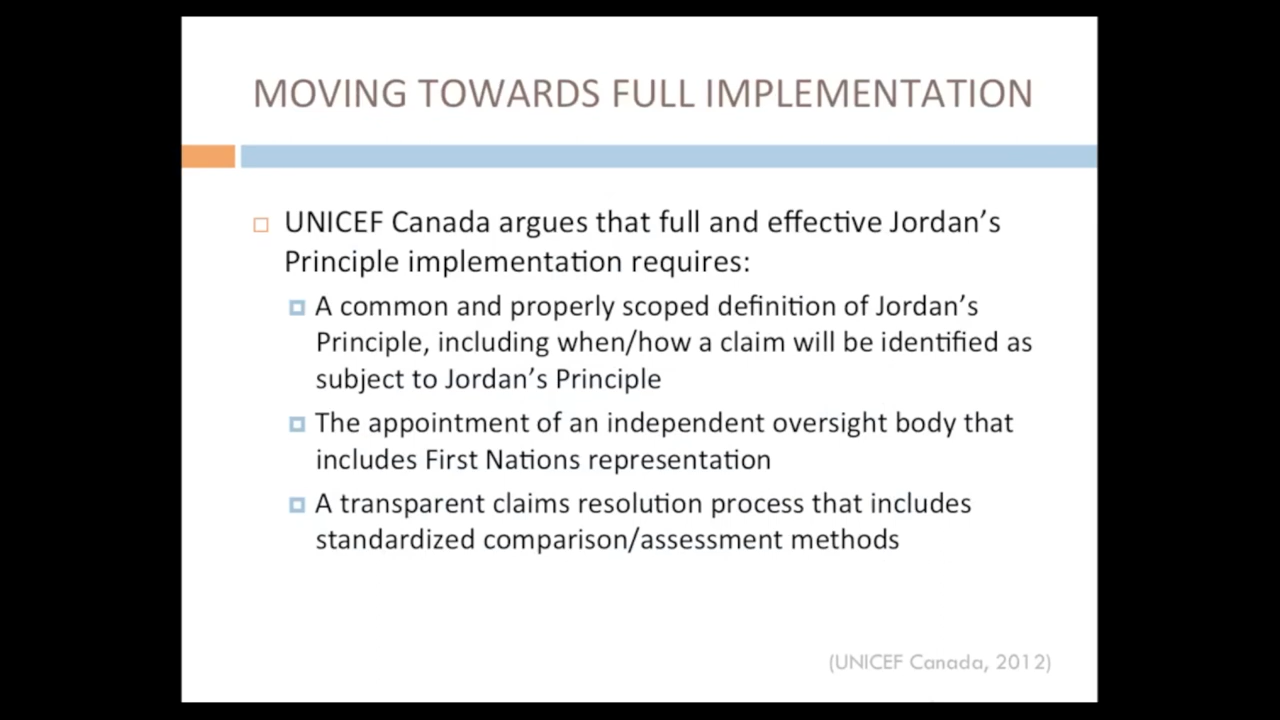 MOVING TOWARDS FULL IMPLEMENTATION
UNICEF Canada argues that full and effective Jordan’s
Principle implementation requires:
A common and properly scoped definition of Jordan’s
Principle, including when/how a claim will be identified as
subject to Jordan’s Principle
The appointment of an independent oversight body that
includes First Nations representation
A transparent claims resolution process that includes
standardized comparison/assessment methods
(UNICEF Canada, 2012)